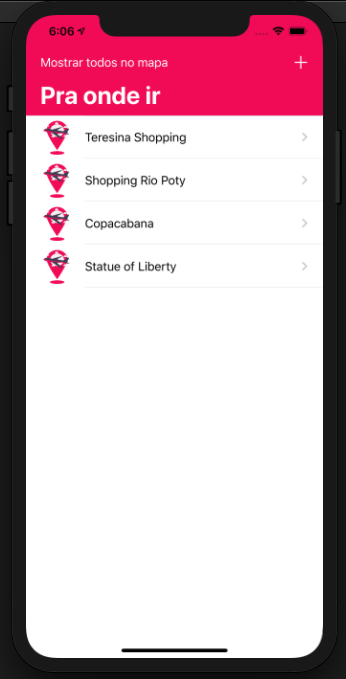 6:06
Mostrar todos no mapa
Pra onde ir
Teresina Shopping
Shopping Rio Poty
Copacabana
Statue of Liberty